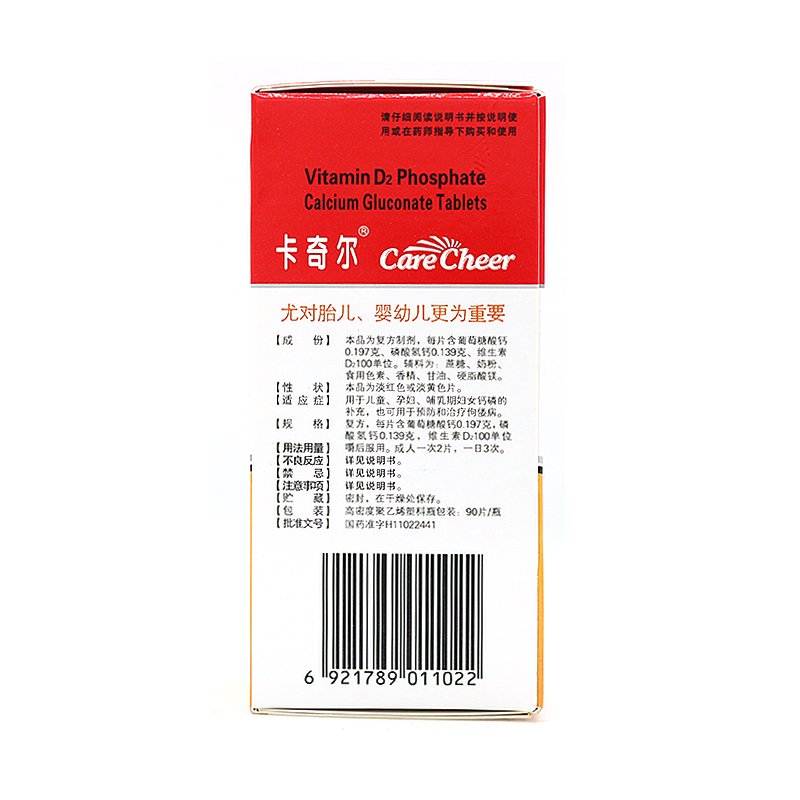 请仔细阅读说明书并按说明使
用或在药师指导下购买和使用
Vitamin D₂ Phosphate
Calcium Gluconate Tablets
卡奇尔® Care Cheer
尤对胎儿、婴幼儿更为重要
【成 份】本品为复方制剂,每片含葡萄糖酸钙
0.197克、磷酸氢钙0.139克、维生素
D₂100单位。辅料为:蔗糖、奶粉、
食用色素、香精、甘油、硬脂酸镁。
【性 状】本品为淡红色或淡黄色片。
【适应症】用于儿童、孕妇、哺乳期妇女钙磷的
补充,也可用于预防和治疗佝偻病。
【规 格】复方,每片含葡萄糖酸钙0.197克,磷
酸氢钙0.139克,维生素D₂100单位
【用法用量】嚼后服用。成人一次2片,一日3次。
【不良反应】详见说明书。
【禁 忌】详见说明书。
【注意事项】详见说明书。
【贮 藏】密封,在干燥处保存。
【包 装】高密度聚乙烯塑料瓶包装:90片/瓶
【批准文号】国药准字H11022441
6 921789 011022